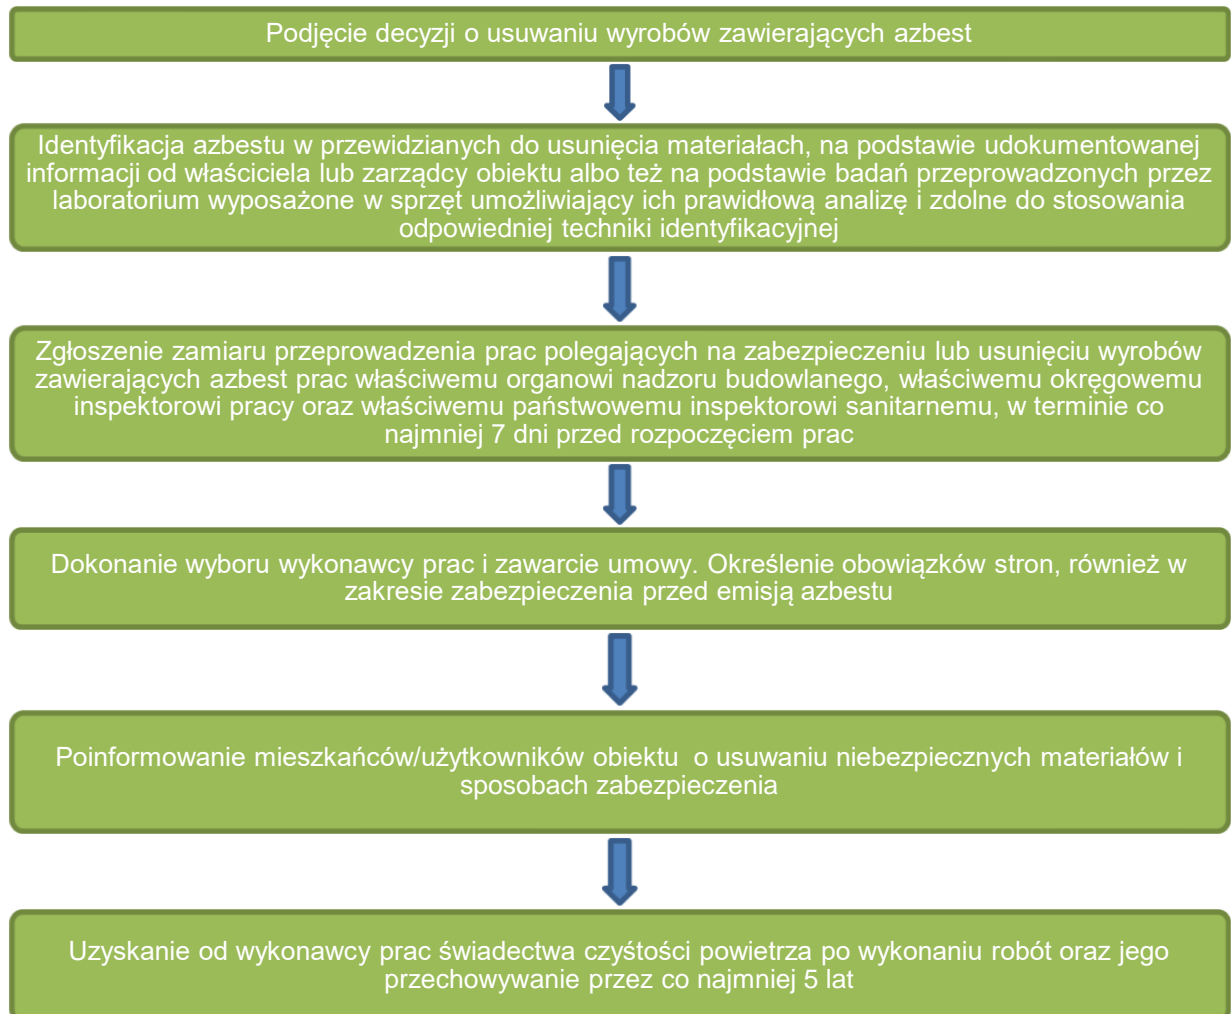 Podjęcie decyzji o usuwaniu wyrobów zawierających azbest
Identyfikacja azbestu w przewidzianych do usunięcia materiałach, na podstawie udokumentowanej
informacji od właściciela lub zarządcy obiektu albo też na podstawie badań przeprowadzonych przez
laboratorium wyposażone w sprzęt umożliwiający ich prawidłową analizę i zdolne do stosowania
odpowiedniej techniki identyfikacyjnej
Zgłoszenie zamiaru przeprowadzenia prac polegających na zabezpieczeniu lub usunięciu wyrobów
zawierających azbest prac właściwemu organowi nadzoru budowlanego, właściwemu okręgowemu
inspektorowi pracy oraz właściwemu państwowemu inspektorowi sanitarnemu, w terminie co
najmniej 7 dni przed rozpoczęciem prac
Dokonanie wyboru wykonawcy prac i zawarcie umowy. Określenie obowiązków stron, również w
zakresie zabezpieczenia przed emisją azbestu
Poinformowanie mieszkańców/użytkowników obiektu o usuwaniu niebezpiecznych materiałów i
sposobach zabezpieczenia
Uzyskanie od wykonawcy prac świadectwa czyśtości powietrza po wykonaniu robót oraz jego
przechowywanie przez co najmniej 5 lat